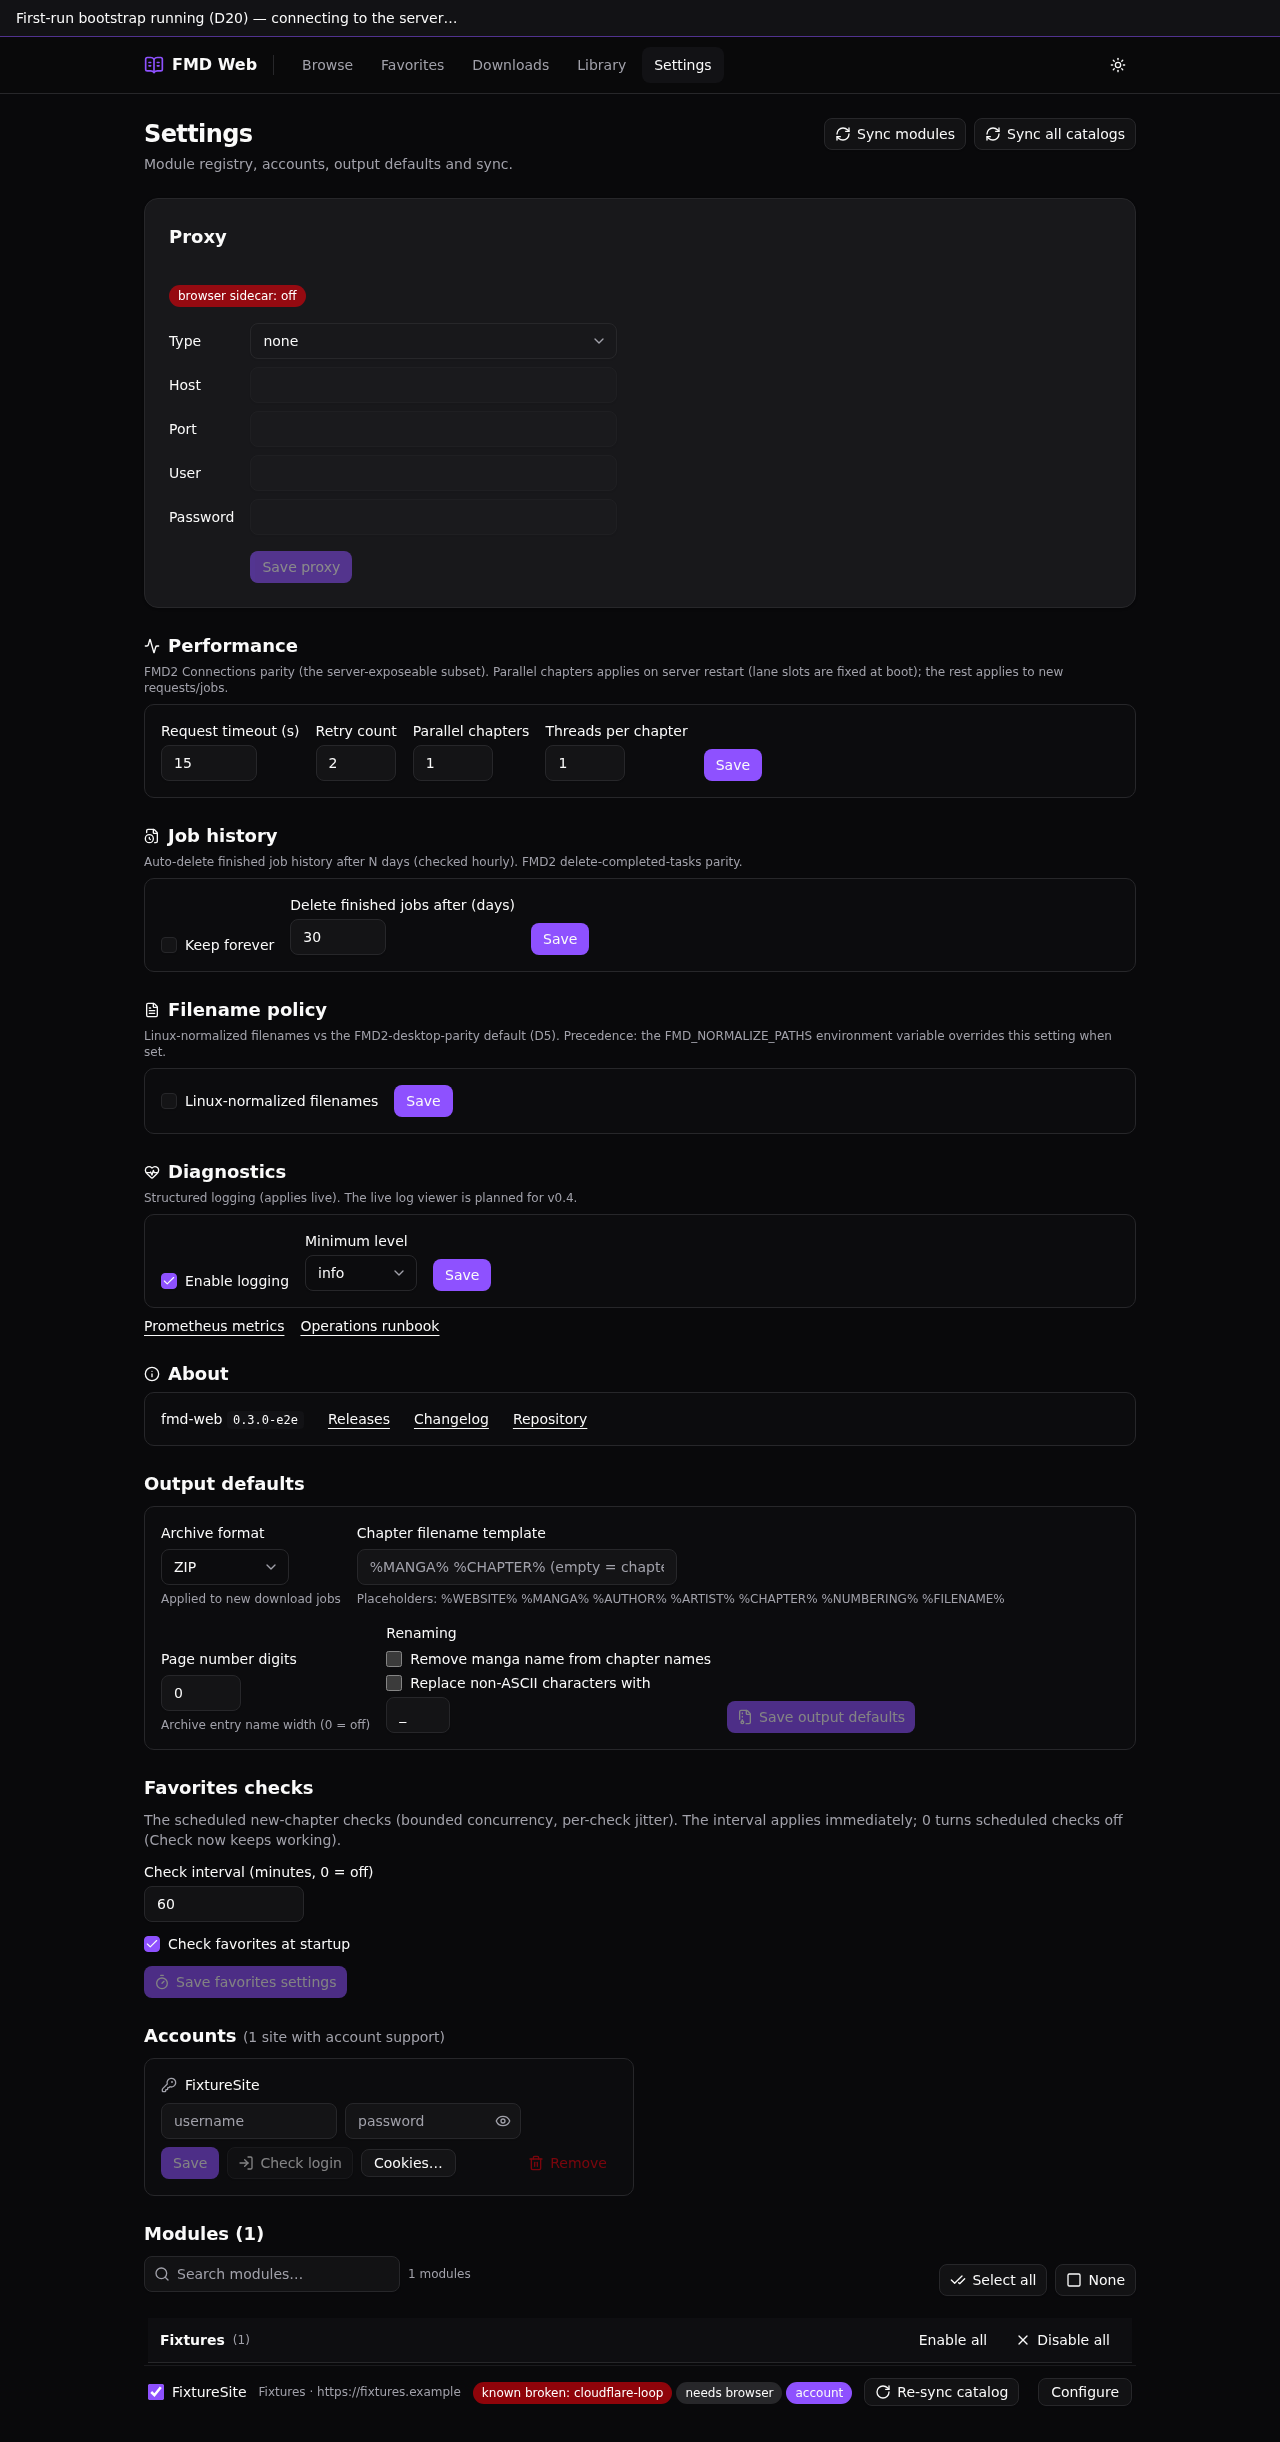 First-run bootstrap running (D20) — connecting to the server…
FMD Web Browse Favorites Downloads Library Settings
Settings
Sync modules Sync all catalogs
Module registry, accounts, output defaults and sync.
Proxy
browser sidecar: off
Type none
Host
Port
User
Password
Save proxy
Performance
FMD2 Connections parity (the server-exposeable subset). Parallel chapters applies on server restart (lane slots are fixed at boot); the rest applies to new
requests/jobs.
Request timeout (s) Retry count Parallel chapters Threads per chapter
15 2 1 1 Save
Job history
Auto-delete finished job history after N days (checked hourly). FMD2 delete-completed-tasks parity.
Delete finished jobs after (days)
Keep forever 30 Save
Filename policy
Linux-normalized filenames vs the FMD2-desktop-parity default (D5). Precedence: the FMD_NORMALIZE_PATHS environment variable overrides this setting when
set.
Linux-normalized filenames Save
Diagnostics
Structured logging (applies live). The live log viewer is planned for v0.4.
Minimum level
Enable logging info Save
Prometheus metrics Operations runbook
About
fmd-web 0.3.0-e2e Releases Changelog Repository
Output defaults
Archive format Chapter filename template
ZIP %MANGA% %CHAPTER% (empty = chapte
Applied to new download jobs Placeholders: %WEBSITE% %MANGA% %AUTHOR% %ARTIST% %CHAPTER% %NUMBERING% %FILENAME%
Renaming
Page number digits Remove manga name from chapter names
0 Replace non-ASCII characters with
Archive entry name width (0 = off) _ Save output defaults
Favorites checks
The scheduled new-chapter checks (bounded concurrency, per-check jitter). The interval applies immediately; 0 turns scheduled checks off
(Check now keeps working).
Check interval (minutes, 0 = off)
60
Check favorites at startup
Save favorites settings
Accounts (1 site with account support)
FixtureSite
username password
Save Check login Cookies… Remove
Modules (1)
Search modules… 1 modules Select all None
Fixtures (1) Enable all Disable all
FixtureSite Fixtures · https://fixtures.example known broken: cloudflare-loop needs browser account Re-sync catalog Configure